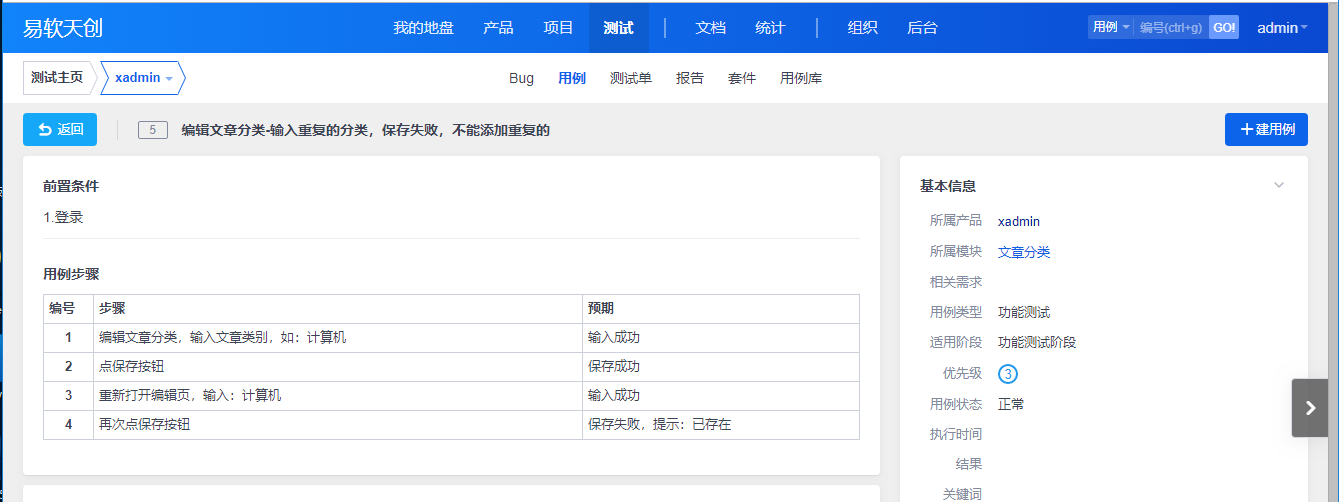 易软天创 我的地盘 产品 项目 测试 文档 统计 组织 后台 用例 编号(ctrl+g) GO! admin
测试主页 xadmin Bug 用例 测试单 报告 套件 用例库
返回 5 编辑文章分类-输入重复的分类，保存失败，不能添加重复的 建用例
前置条件
1.登录
用例步骤
编号 步骤 预期
1 编辑文章分类，输入文章类别，如：计算机 输入成功
2 点保存按钮 保存成功
3 重新打开编辑页，输入：计算机 输入成功
4 再次点保存按钮 保存失败，提示：已存在
基本信息
所属产品 xadmin
所属模块 文章分类
相关需求
用例类型 功能测试
适用阶段 功能测试阶段
优先级 3
用例状态 正常
执行时间
结果
关键词